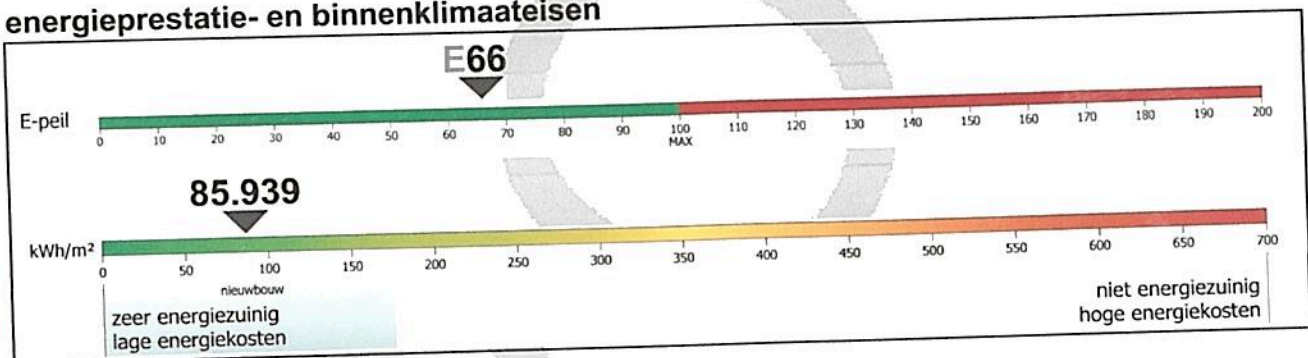 energieprestatie- en binnenklimaateisen
E66
E-peil
0 10 20 30 40 50 60 70 80 90 100 110 120 130 140 150 160 170 180 190 200
MAX
85.939
kWh/m²
0 50 100 150 200 250 300 350 400 450 500 550 600 650 700
nieuwbouw
zeer energiezuinig
lage energiekosten
niet energiezuinig
hoge energiekosten